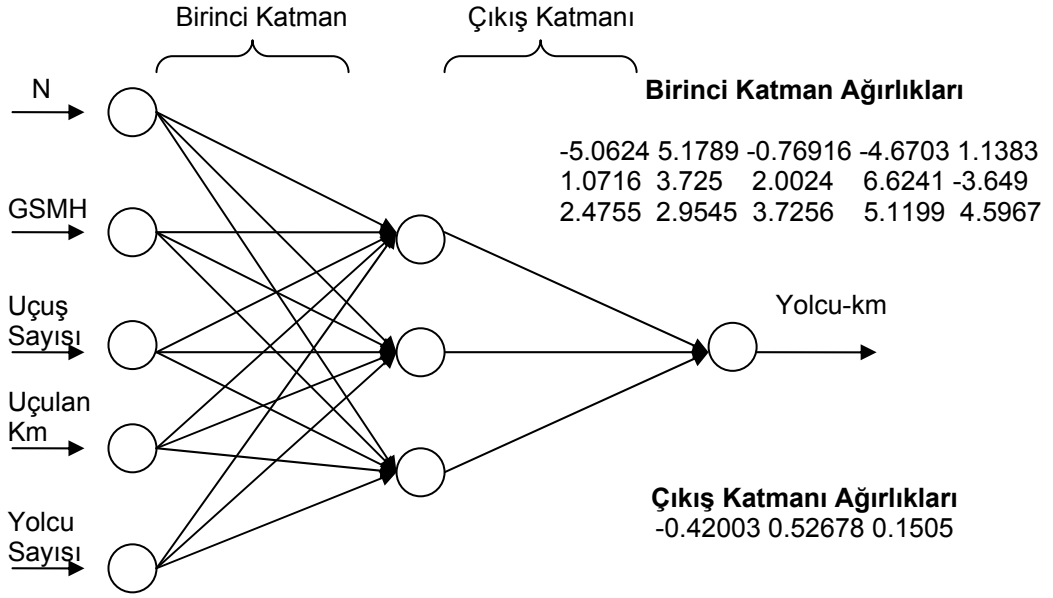 Birinci Katman
Çıkış Katmanı
N
Birinci Katman Ağırlıkları
-5.0624 5.1789 -0.76916 -4.6703 1.1383
1.0716 3.725 2.0024 6.6241 -3.649
2.4755 2.9545 3.7256 5.1199 4.5967
GSMH
Uçuş
Sayısı
Yolcu-km
Uçulan
Km
Çıkış Katmanı Ağırlıkları
-0.42003 0.52678 0.1505
Yolcu
Sayısı